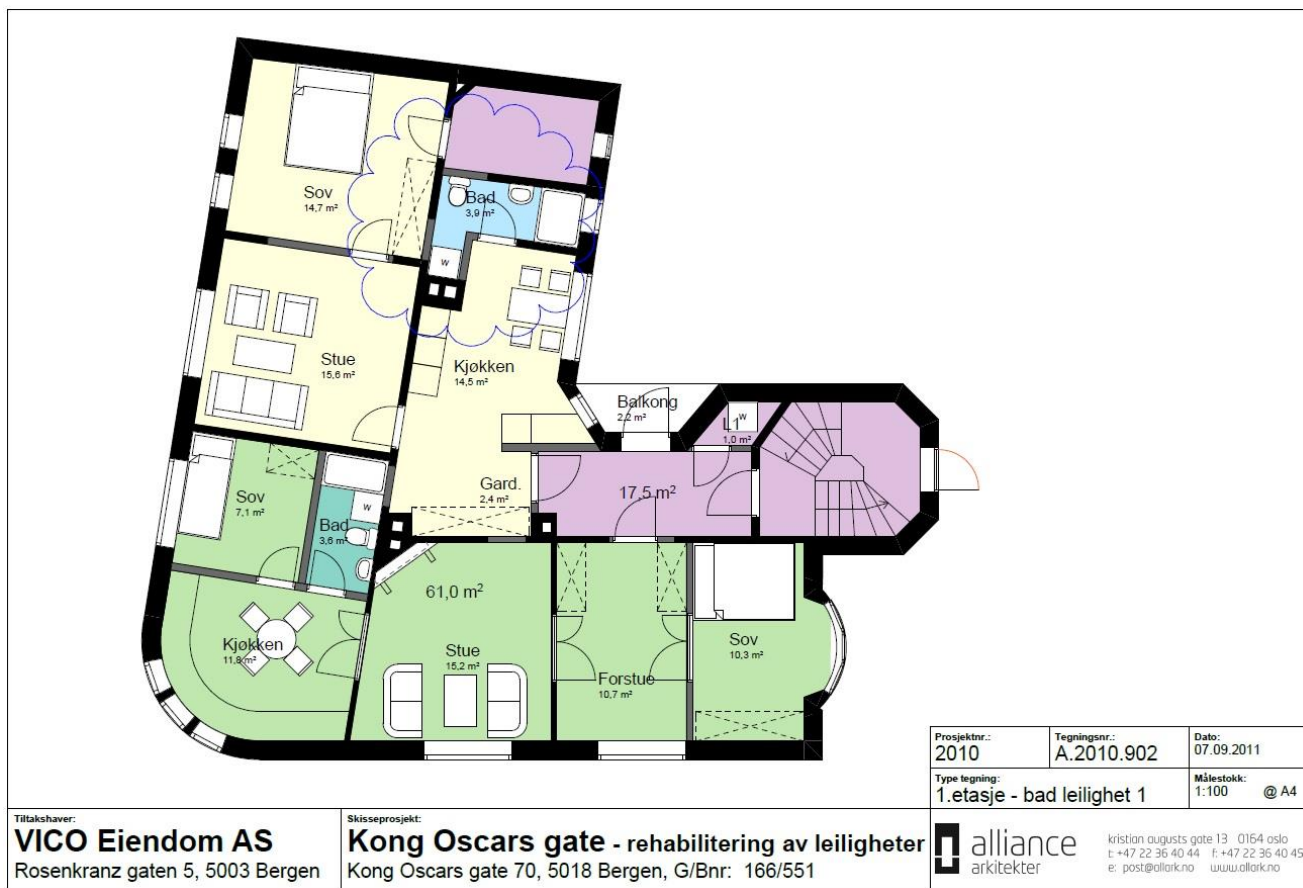 Sov
14,7 m²
Bad
3,9 m²
W
Stue
15,6 m²
Kjøkken
14,5 m²
Balkong
2,2 m²
W
L1
1,0 m²
Sov
7,1 m²
Gard.
2,4 m²
17,5 m²
W
Bad
3,6 m²
61,0 m²
Kjøkken
11,8 m²
Stue
15,2 m²
Forstue
10,7 m²
Sov
10,3 m²
Prosjektnr.:
2010
Tegningsnr.:
A.2010.902
Dato:
07.09.2011
Type tegning:
1.etasje - bad leilighet 1
Målestokk:
1:100 @ A4
Tiltakshaver:
VICO Eiendom AS
Rosenkranz gaten 5, 5003 Bergen
Skisseprosjekt:
Kong Oscars gate - rehabilitering av leiligheter
Kong Oscars gate 70, 5018 Bergen, G/Bnr: 166/551
alliance
arkitekter
kristian augusts gate 13 0164 oslo
t: +47 22 36 40 44 f: +47 22 36 40 45
e: post@allark.no www.allark.no